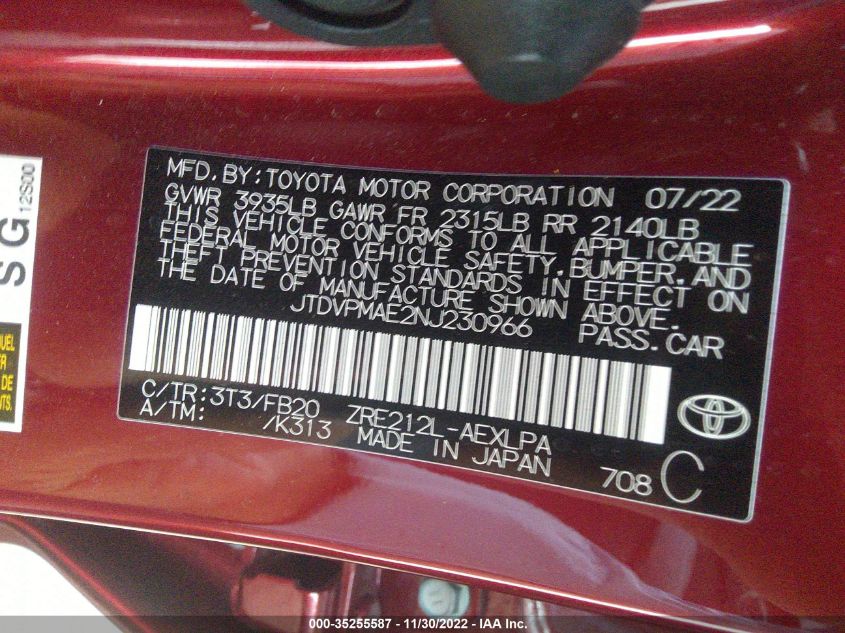 MFD. BY: TOYOTA MOTOR CORPORATION 07/22
GVWR 3935LB GAWR FR 2315LB RR 2140LB
THIS VEHICLE CONFORMS TO ALL APPLICABLE
FEDERAL MOTOR VEHICLE SAFETY, BUMPER, AND
THEFT PREVENTION STANDARDS IN EFFECT ON
THE DATE OF MANUFACTURE SHOWN ABOVE.
JTDVPMAE2NJ230966 PASS. CAR
C/TR: 3T3/FB20 ZRE212L-AEXLPA
A/TM: /K313 MADE IN JAPAN
708 C
SG
12S00
DE
000-35255587 - 11/30/2022 - IAA Inc.